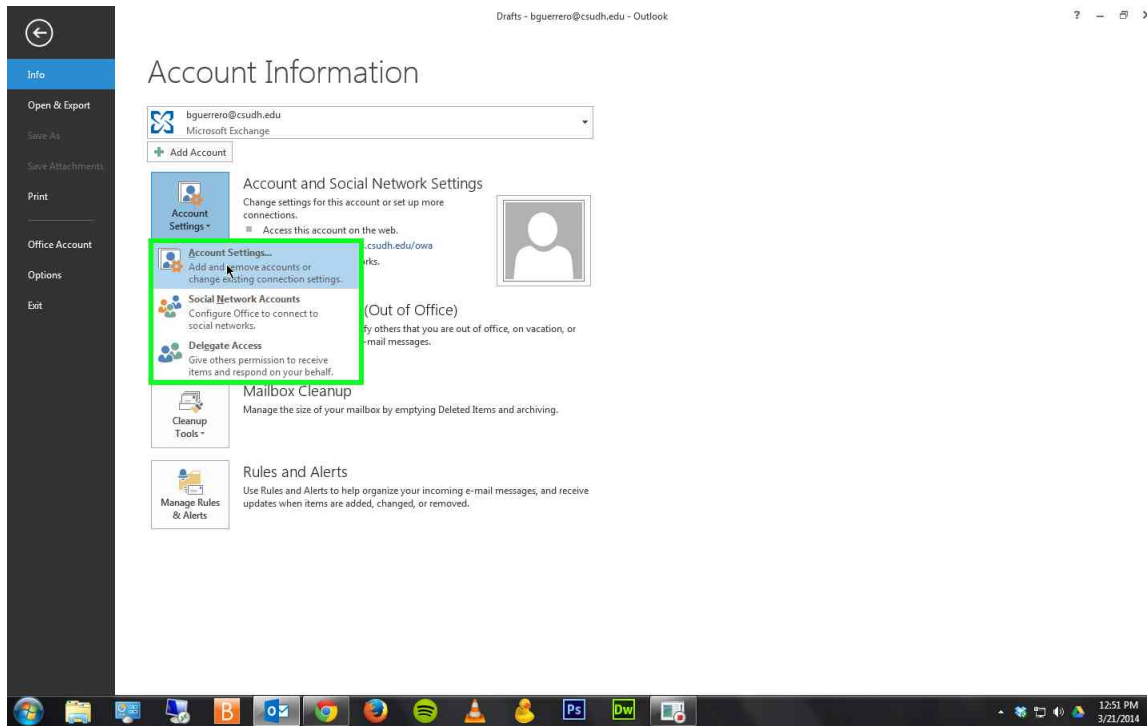 Drafts - bguerrero@csudh.edu - Outlook
?
Info
Open & Export
Save As
Save Attachments
Print
Office Account
Options
Exit
Account Information
bguerrero@csudh.edu
Microsoft Exchange
Add Account
Account
Settings
Account and Social Network Settings
Change settings for this account or set up more
connections.
Access this account on the web.
.csudh.edu/owa
rks.
Account Settings...
Add and remove accounts or
change existing connection settings.
Social Network Accounts
Configure Office to connect to
social networks.
Delegate Access
Give others permission to receive
items and respond on your behalf.
(Out of Office)
fy others that you are out of office, on vacation, or
-mail messages.
Cleanup
Tools
Mailbox Cleanup
Manage the size of your mailbox by emptying Deleted Items and archiving.
Manage Rules
& Alerts
Rules and Alerts
Use Rules and Alerts to help organize your incoming e-mail messages, and receive
updates when items are added, changed, or removed.
B
Ps
Dw
12:51 PM
3/21/2014